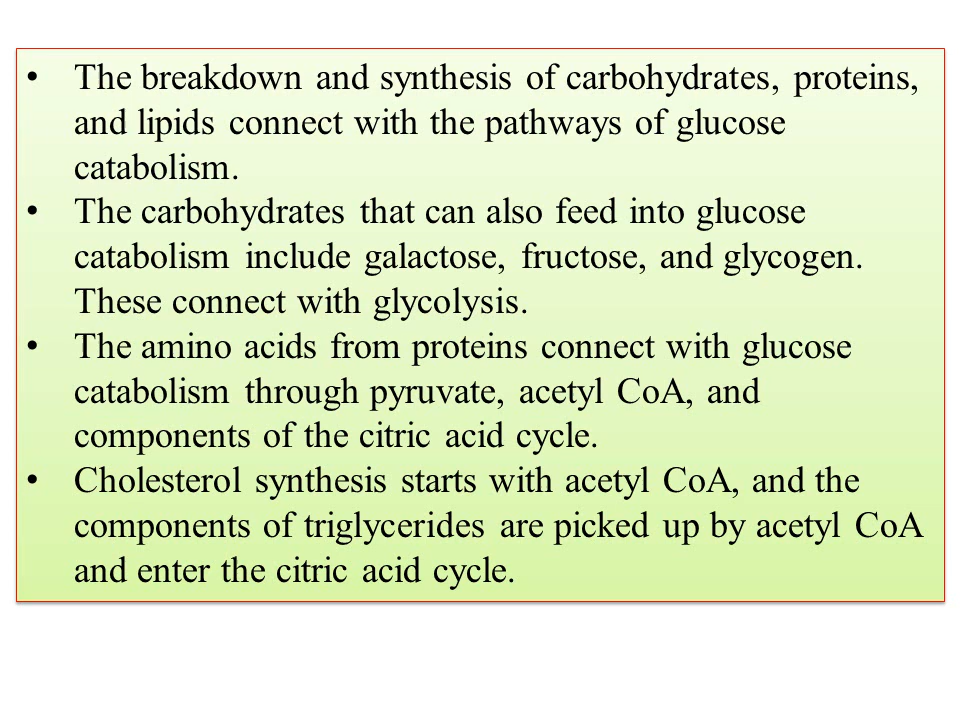 • The breakdown and synthesis of carbohydrates, proteins,
and lipids connect with the pathways of glucose
catabolism.
• The carbohydrates that can also feed into glucose
catabolism include galactose, fructose, and glycogen.
These connect with glycolysis.
• The amino acids from proteins connect with glucose
catabolism through pyruvate, acetyl CoA, and
components of the citric acid cycle.
• Cholesterol synthesis starts with acetyl CoA, and the
components of triglycerides are picked up by acetyl CoA
and enter the citric acid cycle.